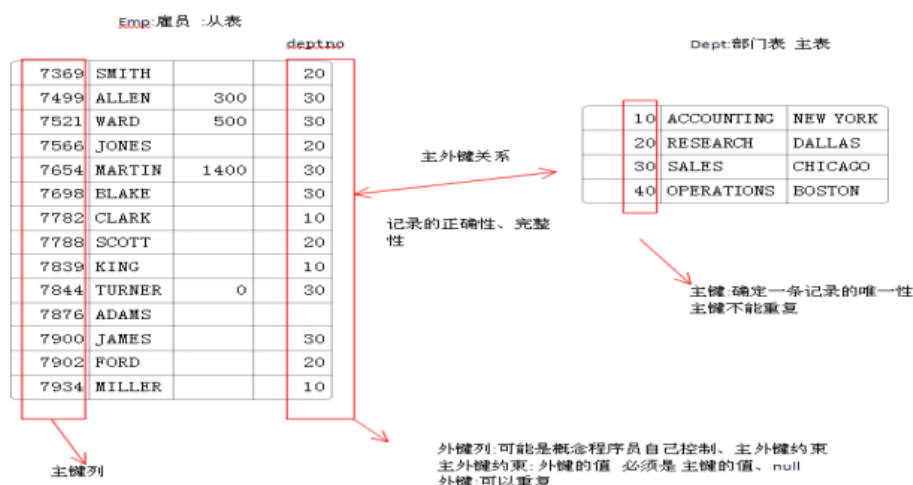 Emp:雇员 :从表
deptno
7369 SMITH 20
7499 ALLEN 300 30
7521 WARD 500 30
7566 JONES 20
7654 MARTIN 1400 30
7698 BLAKE 30
7782 CLARK 10
7788 SCOTT 20
7839 KING 10
7844 TURNER 0 30
7876 ADAMS
7900 JAMES 30
7902 FORD 20
7934 MILLER 10
主键列
主外键关系
记录的正确性、完整
性
Dept:部门表 主表
10 ACCOUNTING NEW YORK
20 RESEARCH DALLAS
30 SALES CHICAGO
40 OPERATIONS BOSTON
主键:确定一条记录的唯一性
主键不能重复
外键列:可能是概念程序员自己控制、主外键约束
主外键约束: 外键的值 必须是 主键的值、null
外键:可以重复